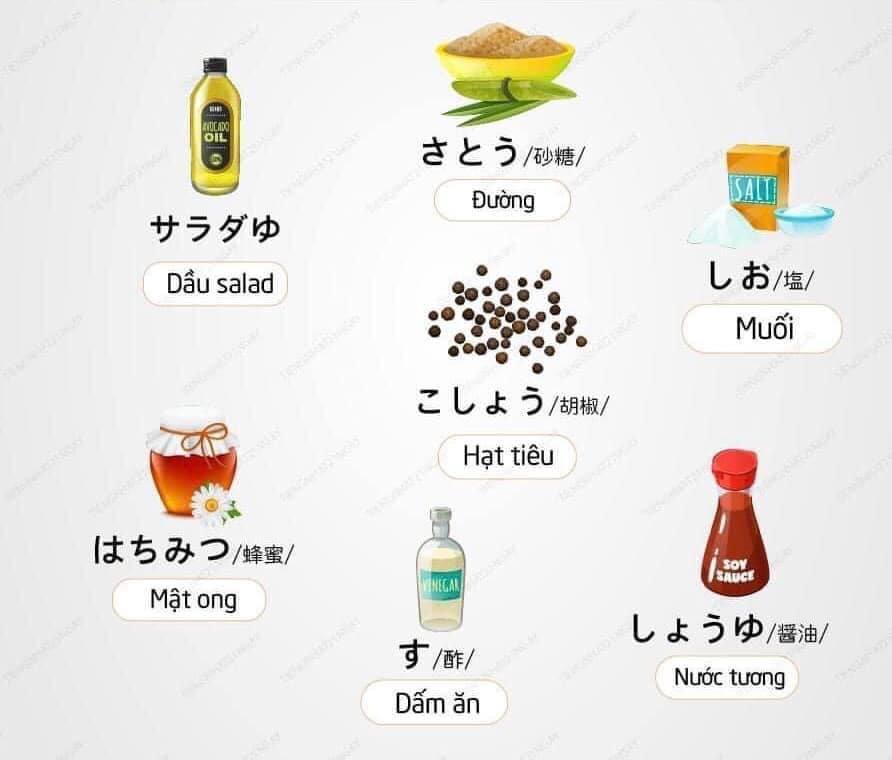 AVOCADO
OIL
サラダゆ
Dầu salad
さとう/砂糖/
Đường
SALT
しお/塩/
Muối
こしょう/胡椒/
Hạt tiêu
はちみつ/蜂蜜/
Mật ong
VINEGAR
す/酢/
Dấm ăn
SOY
SAUCE
しょうゆ/醤油/
Nước tương